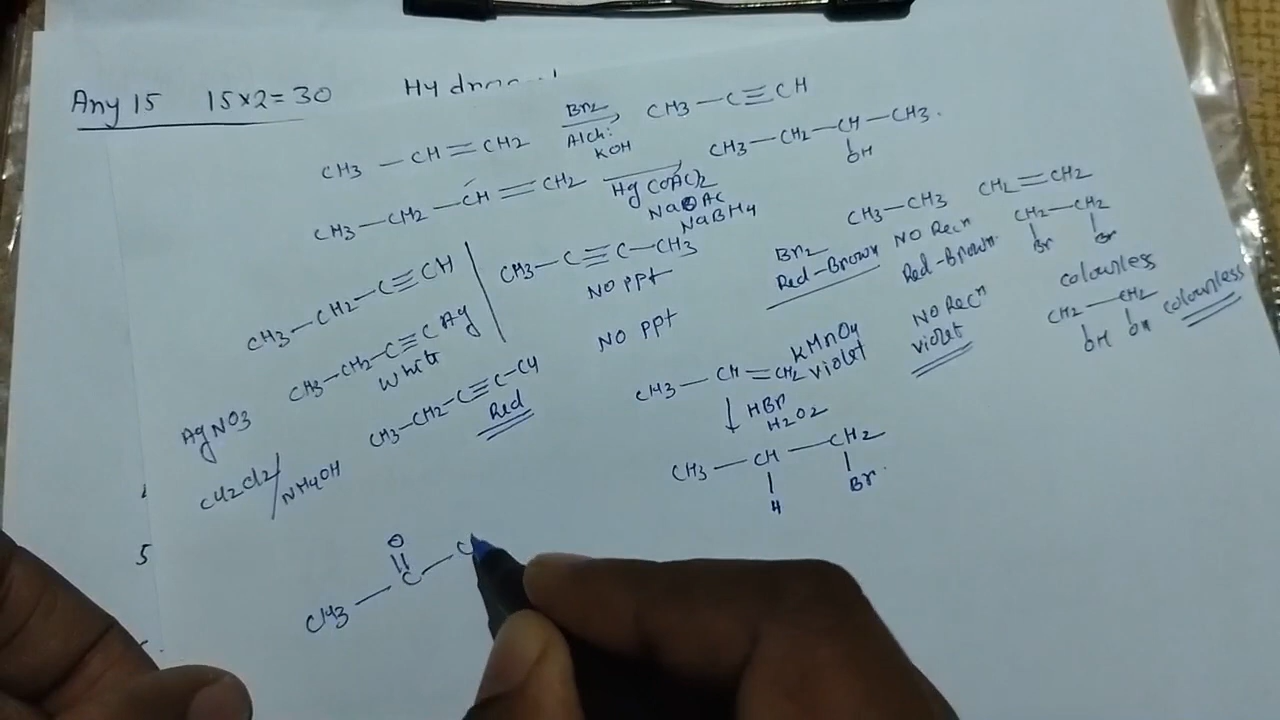 Any 15 15×2=30
CH3—CH=CH2 Br2 Alch: KOH CH3—C≡CH
CH3—CH2—CH=CH2 Hg(OAc)2 NaOAc NaBH4 CH3—CH2—CH—CH3.
OH
CH3—CH2—C≡CH CH3—C≡C—CH3
NO PPt
Br2 CH3—CH3 CH2=CH2
Red-Brown NO Recn CH2—CH2
Red-Brown. Br Br
colourless
AgNO3 CH3—CH2—C≡CAg NO PPt
White
KMnO4 NO Recn CH2—CH2
violet violet OH OH colourless
Cu2Cl2/NH4OH CH3—CH2—C≡C—Cu
Red
CH3—CH=CH2
↓ HBr
H2O2
CH3—CH—CH2
H Br.
5
O
CH3—C—C